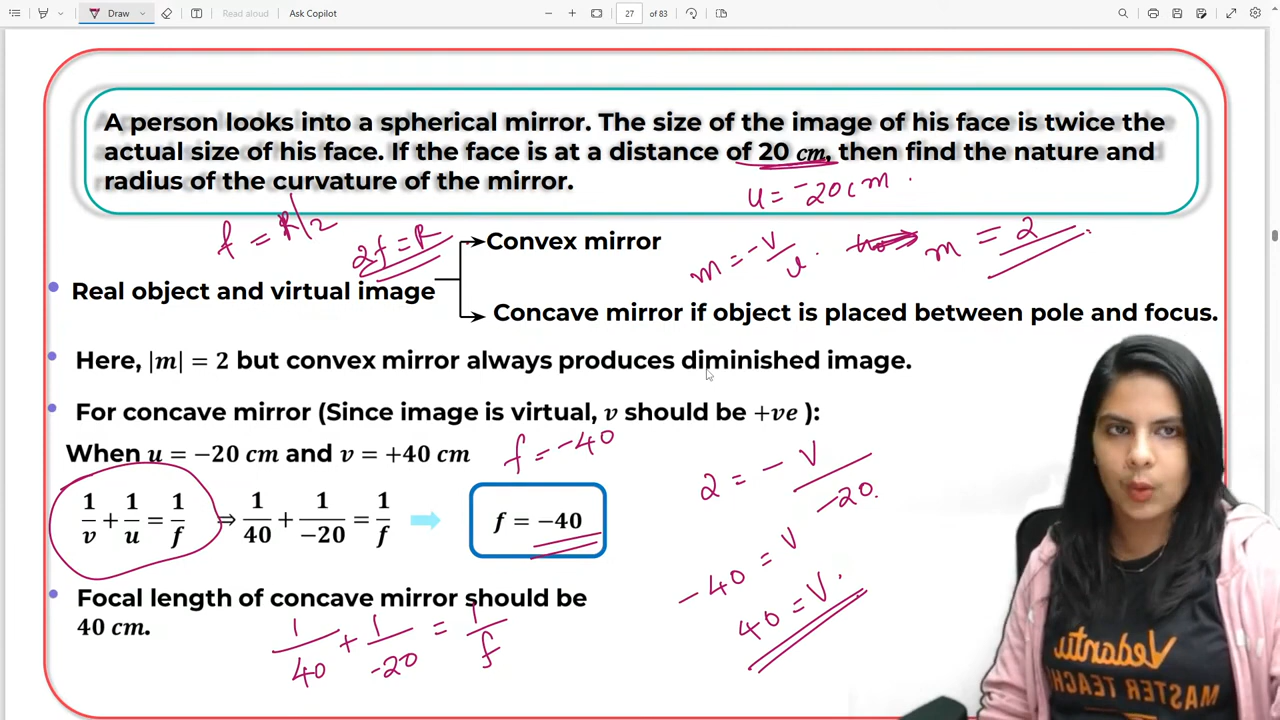 Draw
Read aloud
Ask Copilot
27 of 83
A person looks into a spherical mirror. The size of the image of his face is twice the
actual size of his face. If the face is at a distance of 20 cm, then find the nature and
radius of the curvature of the mirror.
u = -20cm
f = R/2
2f = R
Convex mirror
m = -v/u
m = 2
Real object and virtual image
Concave mirror if object is placed between pole and focus.
Here, |m| = 2 but convex mirror always produces diminished image.
For concave mirror (Since image is virtual, v should be +ve ):
When u = −20 cm and v = +40 cm
f = -40
1/v + 1/u = 1/f ⇒ 1/40 + 1/−20 = 1/f
f = −40
2 = - v/-20
-40 = v
40 = v
Focal length of concave mirror should be
40 cm.
1/40 + 1/-20 = 1/f
Vedantu
MASTER TEACHER